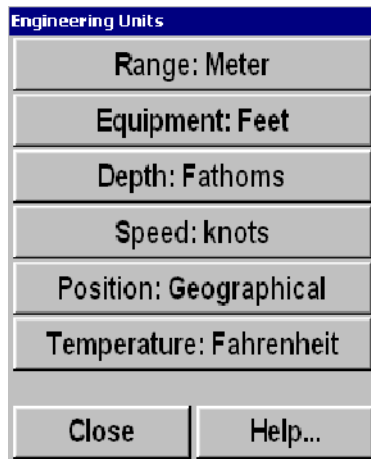 Engineering Units
Range: Meter
Equipment: Feet
Depth: Fathoms
Speed: knots
Position: Geographical
Temperature: Fahrenheit
Close Help...